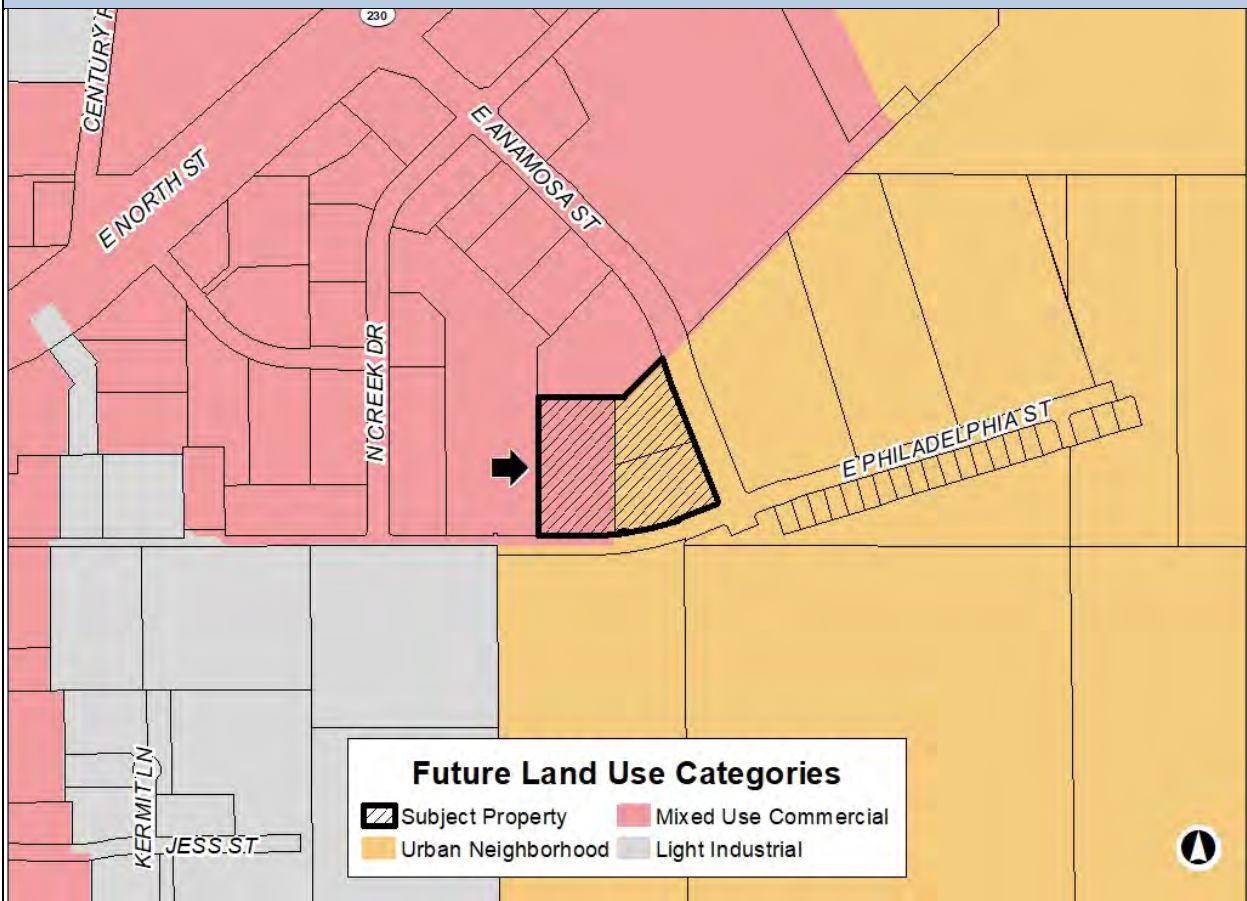 230
CENTURY
E NORTH ST
E ANAMOSA ST
N CREEK DR
E PHILADELPHIA ST
KERMIT LN
JESS ST
Future Land Use Categories
Subject Property
Mixed Use Commercial
Urban Neighborhood
Light Industrial